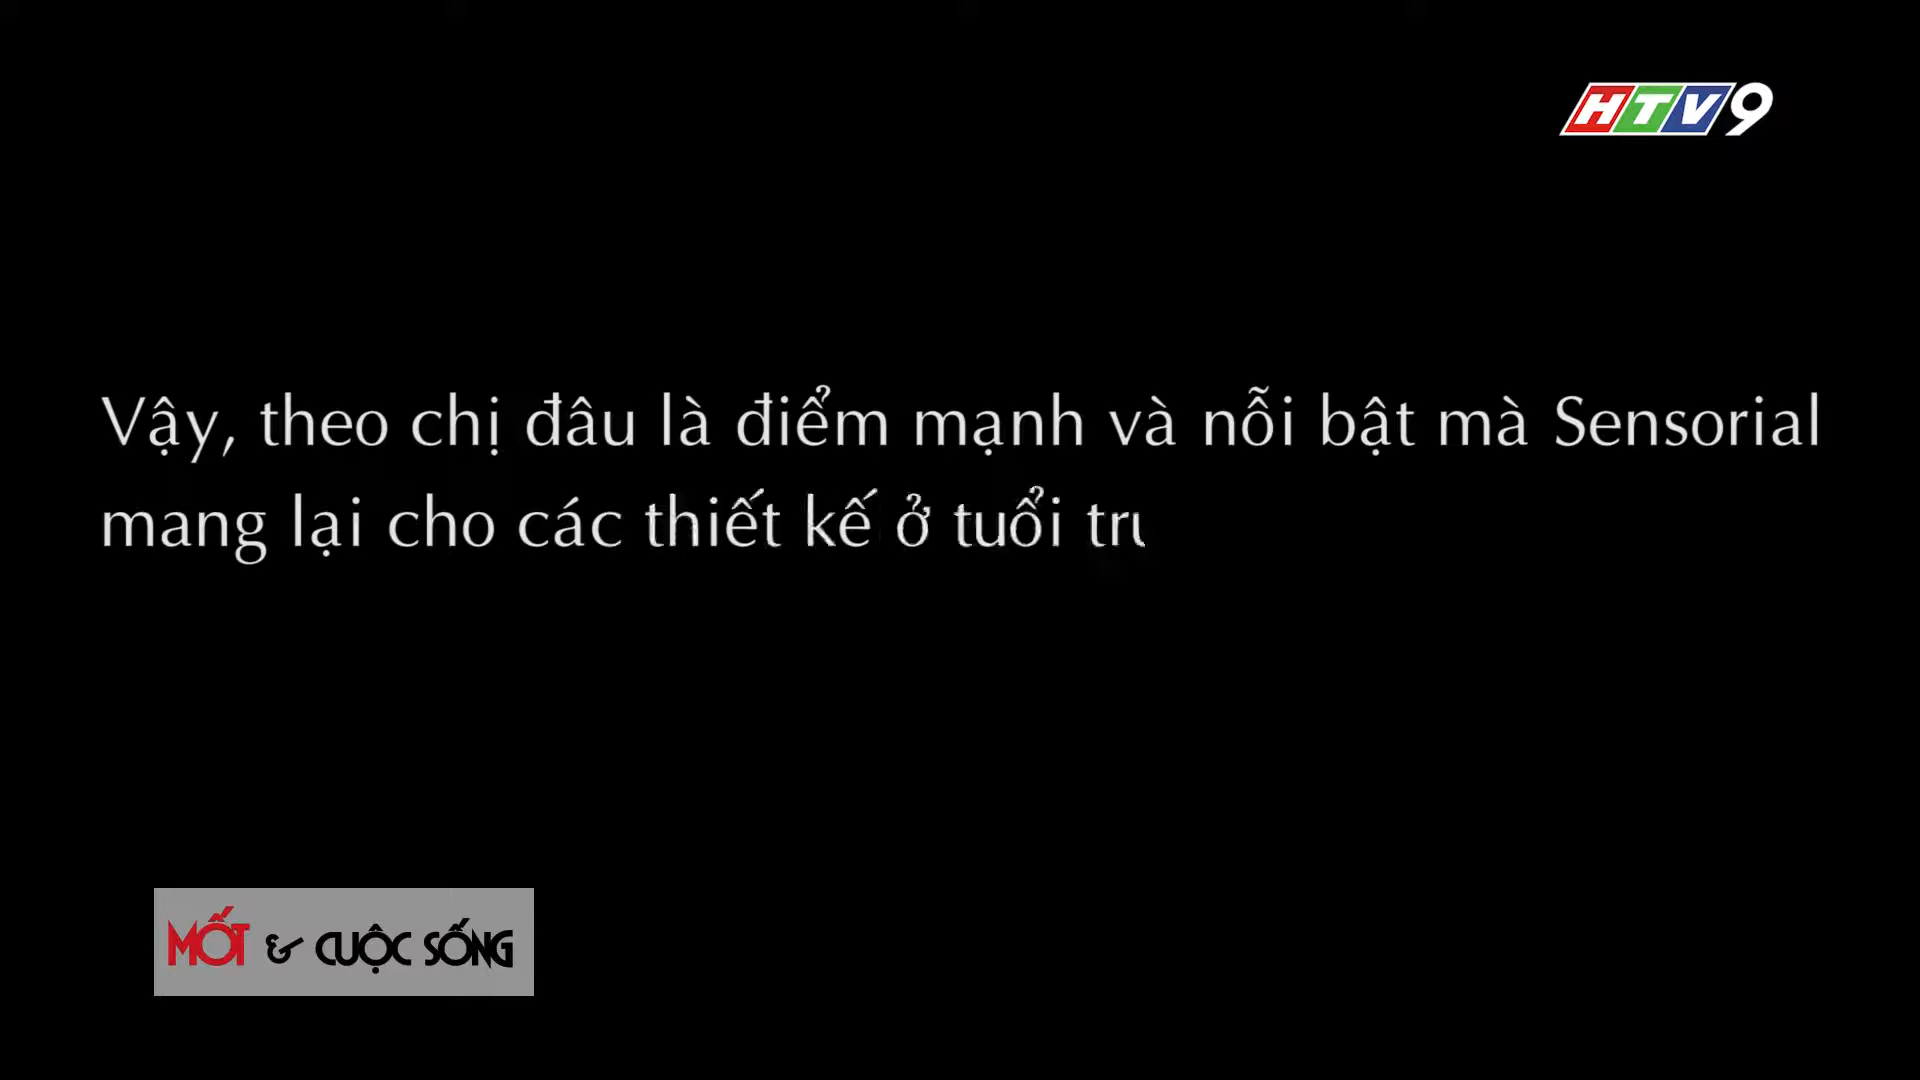 HTV9
Vậy, theo chị đâu là điểm mạnh và nỗi bật mà Sensorial
mang lại cho các thiết kế ở tuổi
MỐT & CUỘC SỐNG